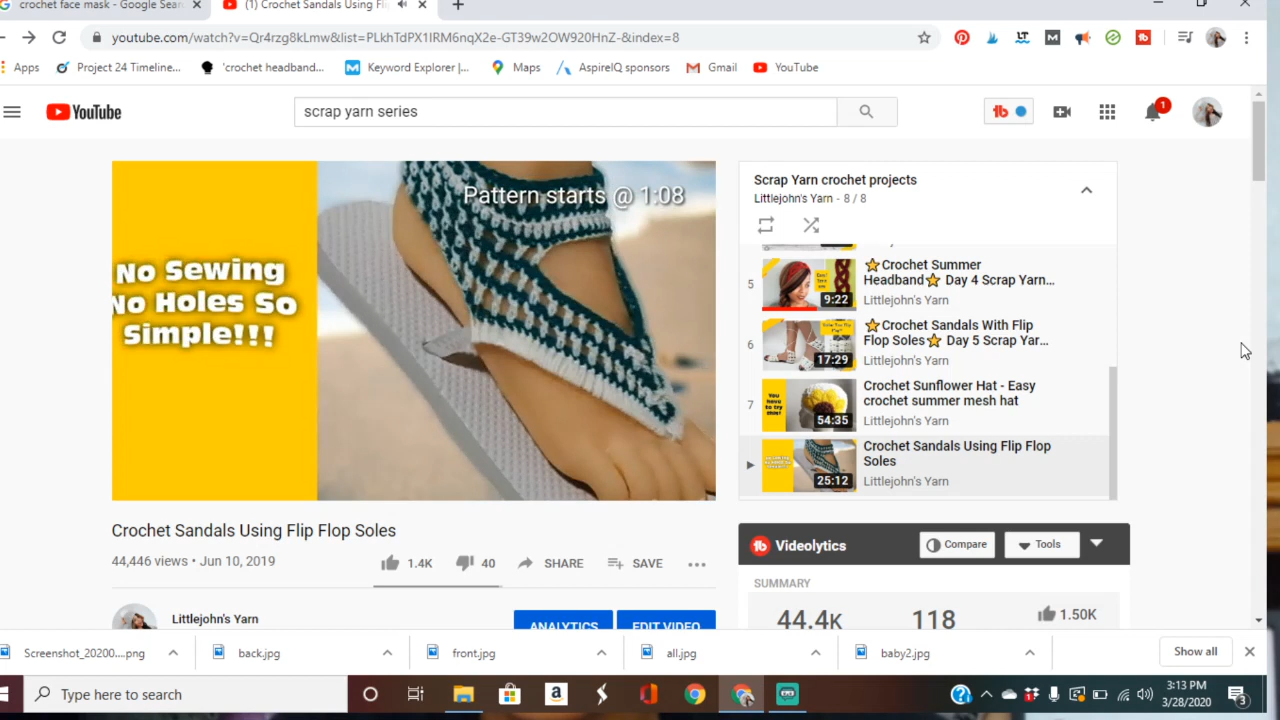 crochet face mask - Google Sear
(1) Crochet Sandals Using Fli
youtube.com/watch?v=Qr4rzg8kLmw&list=PLkhTdPX1IRM6nqX2e-GT39w2OW920HnZ-&index=8
Apps
Project 24 Timeline...
'crochet headband...
Keyword Explorer |...
Maps
AspireIQ sponsors
Gmail
YouTube
YouTube
scrap yarn series
1
Pattern starts @ 1:08
No Sewing
No Holes So
Simple!!!
Scrap Yarn crochet projects
Littlejohn's Yarn - 8 / 8
5
9:22
⭐Crochet Summer
Headband⭐ Day 4 Scrap Yarn...
Littlejohn's Yarn
6
17:29
⭐Crochet Sandals With Flip
Flop Soles⭐ Day 5 Scrap Yar...
Littlejohn's Yarn
7
You
have
to try
this!
54:35
Crochet Sunflower Hat - Easy
crochet summer mesh hat
Littlejohn's Yarn
25:12
Crochet Sandals Using Flip Flop
Soles
Littlejohn's Yarn
Crochet Sandals Using Flip Flop Soles
44,446 views • Jun 10, 2019
1.4K
40
SHARE
SAVE
Littlejohn's Yarn
ANALYTICS
EDIT VIDEO
Videolytics
Compare
Tools
SUMMARY
44.4K
118
1.50K
Screenshot_20200....png
back.jpg
front.jpg
all.jpg
baby2.jpg
Show all
Type here to search
3:13 PM
3/28/2020
3